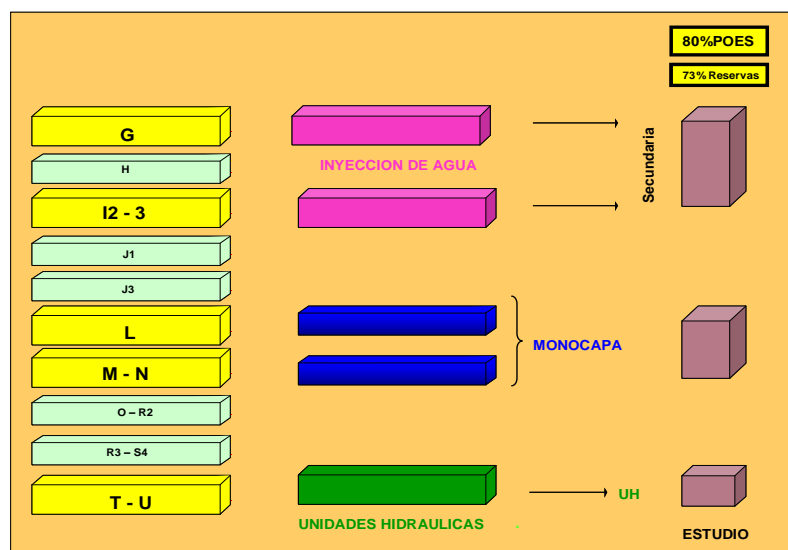 80%POES
73% Reservas
G
INYECCION DE AGUA
Secundaria
H
I2 - 3
J1
J3
L
MONOCAPA
M - N
O – R2
R3 – S4
T - U
UH
UNIDADES HIDRAULICAS .
ESTUDIO